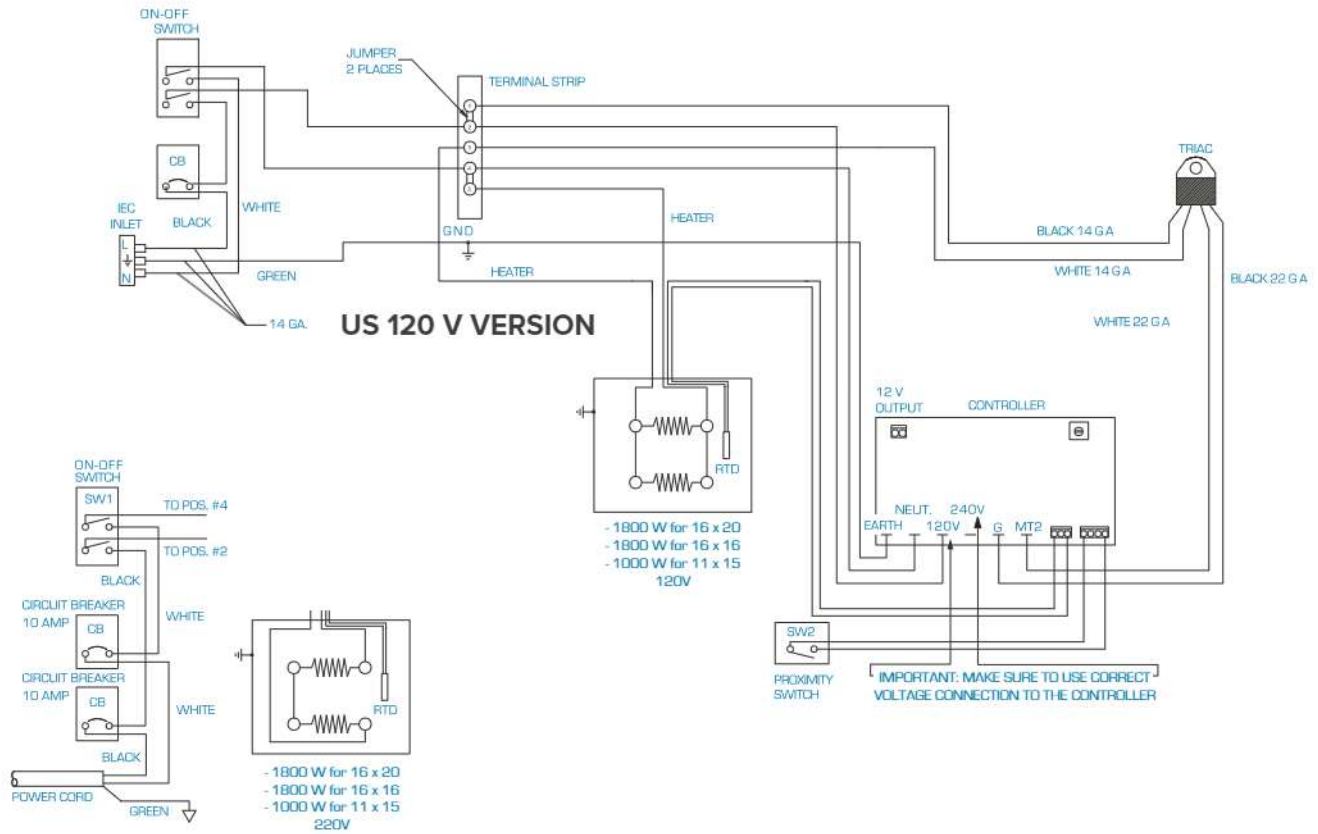 ON-OFF
SWITCH
JUMPER
2 PLACES
TERMINAL STRIP
1
2
3
4
5
CB
TRIAC
IEC
INLET
BLACK
WHITE
L
N
GND
GREEN
HEATER
HEATER
14 GA.
US 120 V VERSION
BLACK 14 GA
WHITE 14 GA
BLACK 22 GA
WHITE 22 GA
RTD
- 1800 W for 16 x 20
- 1800 W for 16 x 16
- 1000 W for 11 x 15
120V
12 V
OUTPUT
CONTROLLER
EARTH
NEUT.
120V
240V
G
MT2
SW2
PROXIMITY
SWITCH
IMPORTANT: MAKE SURE TO USE CORRECT
VOLTAGE CONNECTION TO THE CONTROLLER
ON-OFF
SWITCH
SW1
TO POS. #4
TO POS. #2
BLACK
CIRCUIT BREAKER
10 AMP
CB
WHITE
CIRCUIT BREAKER
10 AMP
CB
WHITE
BLACK
POWER CORD
GREEN
RTD
- 1800 W for 16 x 20
- 1800 W for 16 x 16
- 1000 W for 11 x 15
220V